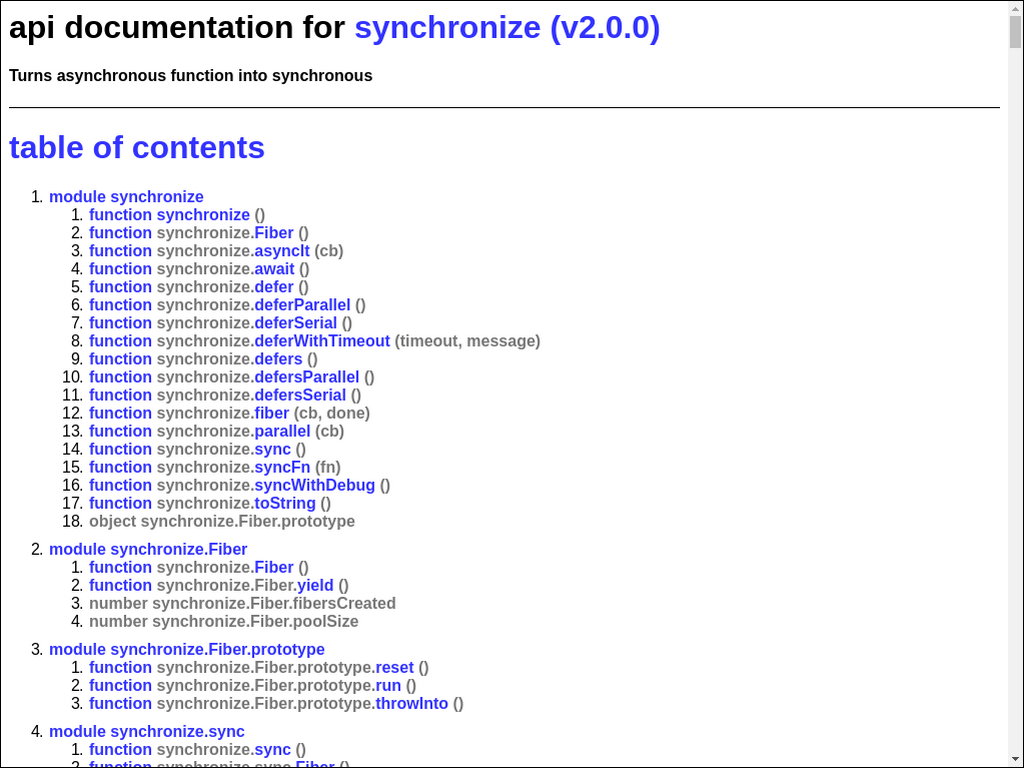 api documentation for synchronize (v2.0.0)
Turns asynchronous function into synchronous
table of contents
1. module synchronize
1. function synchronize ()
2. function synchronize.Fiber ()
3. function synchronize.asyncIt (cb)
4. function synchronize.await ()
5. function synchronize.defer ()
6. function synchronize.deferParallel ()
7. function synchronize.deferSerial ()
8. function synchronize.deferWithTimeout (timeout, message)
9. function synchronize.defers ()
10. function synchronize.defersParallel ()
11. function synchronize.defersSerial ()
12. function synchronize.fiber (cb, done)
13. function synchronize.parallel (cb)
14. function synchronize.sync ()
15. function synchronize.syncFn (fn)
16. function synchronize.syncWithDebug ()
17. function synchronize.toString ()
18. object synchronize.Fiber.prototype
2. module synchronize.Fiber
1. function synchronize.Fiber ()
2. function synchronize.Fiber.yield ()
3. number synchronize.Fiber.fibersCreated
4. number synchronize.Fiber.poolSize
3. module synchronize.Fiber.prototype
1. function synchronize.Fiber.prototype.reset ()
2. function synchronize.Fiber.prototype.run ()
3. function synchronize.Fiber.prototype.throwInto ()
4. module synchronize.sync
1. function synchronize.sync ()
2. function synchronize.sync.Fiber ()